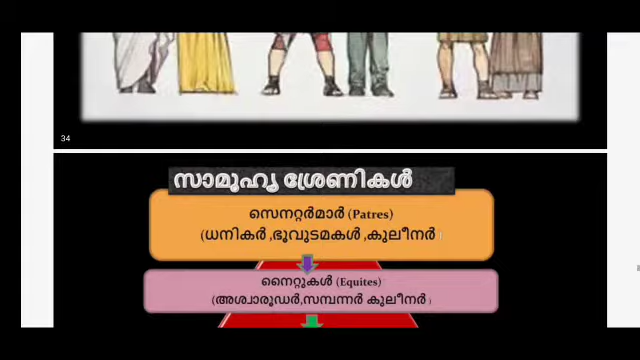 34
സാമൂഹ്യ ശ്രേണികൾ
സെനറ്റർമാർ (Patres)
(ധനികർ ,ഭൂവുടമകൾ ,കുലീനർ )
നൈറ്റുകൾ (Equites)
(അശ്വാരൂഢർ,സമ്പന്നർ കുലീനർ )